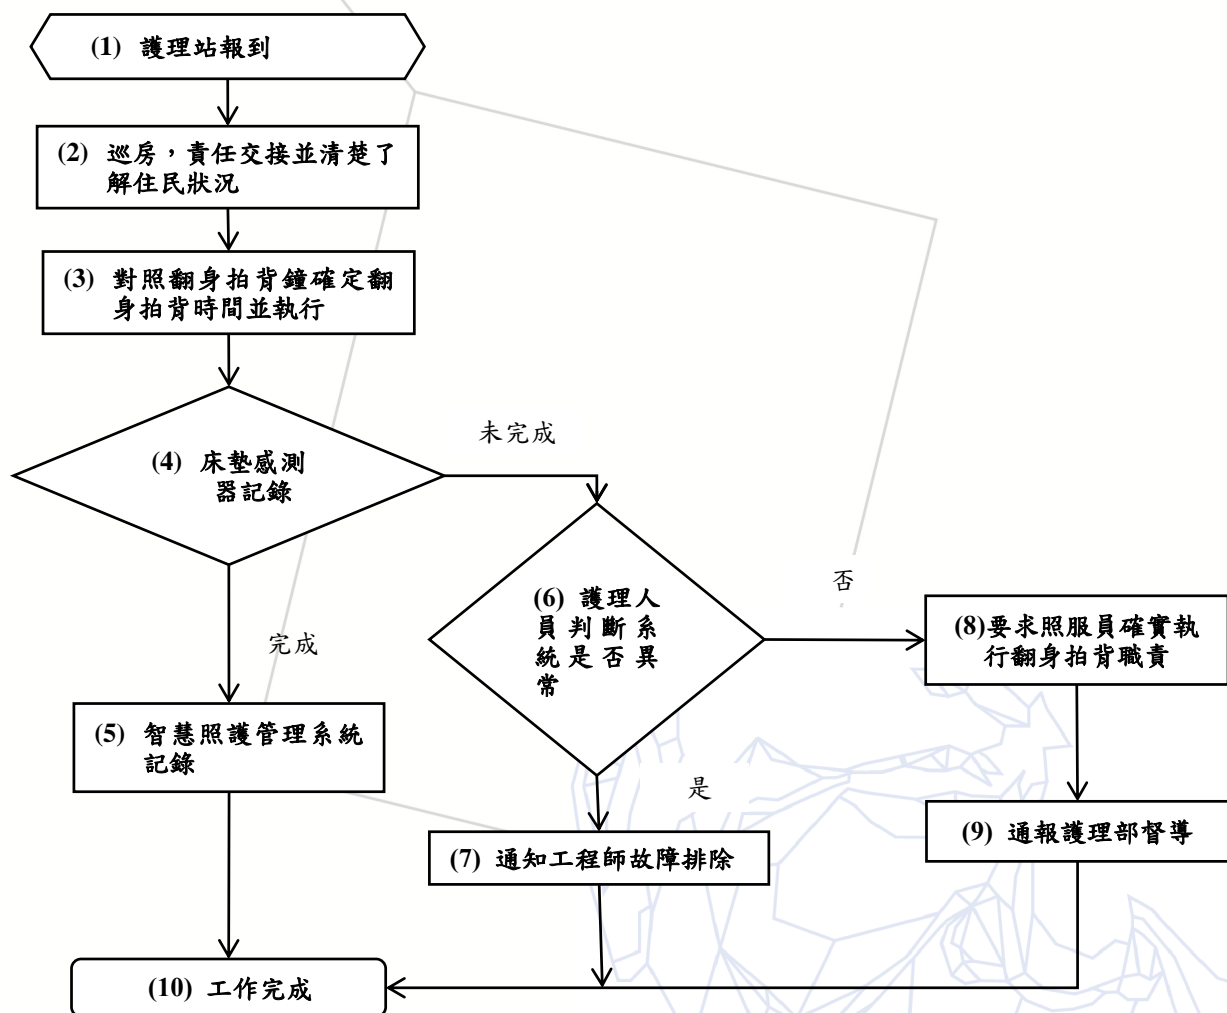 (1) 護理站報到
(2) 巡房，責任交接並清楚了
解住民狀況
(3) 對照翻身拍背鐘確定翻
身拍背時間並執行
(4) 床墊感測
器記錄
未完成
完成
(5) 智慧照護管理系統
記錄
(6) 護理人
員判斷系
統是否異
常
否
是
(7) 通知工程師故障排除
(8)要求照服員確實執
行翻身拍背職責
(9) 通報護理部督導
(10) 工作完成